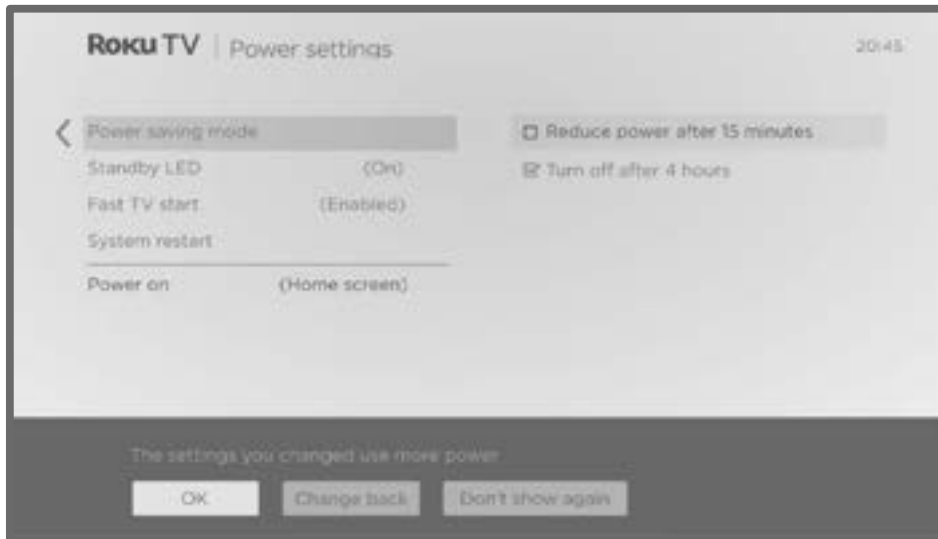 Roku TV | Power settings
20:45
Power saving mode
Standby LED (On)
Fast TV start (Enabled)
System restart
Power on (Home screen)
Reduce power after 15 minutes
Turn off after 4 hours
The settings you changed use more power
OK
Change back
Don't show again